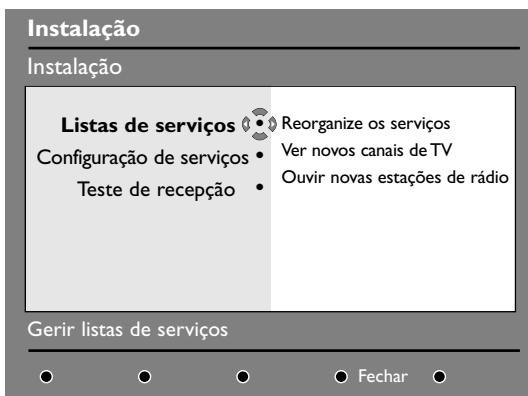 Instalação
Instalação
Listas de serviços
Configuração de serviços
Teste de recepção
Reorganize os serviços
Ver novos canais de TV
Ouvir novas estações de rádio
Gerir listas de serviços
Fechar